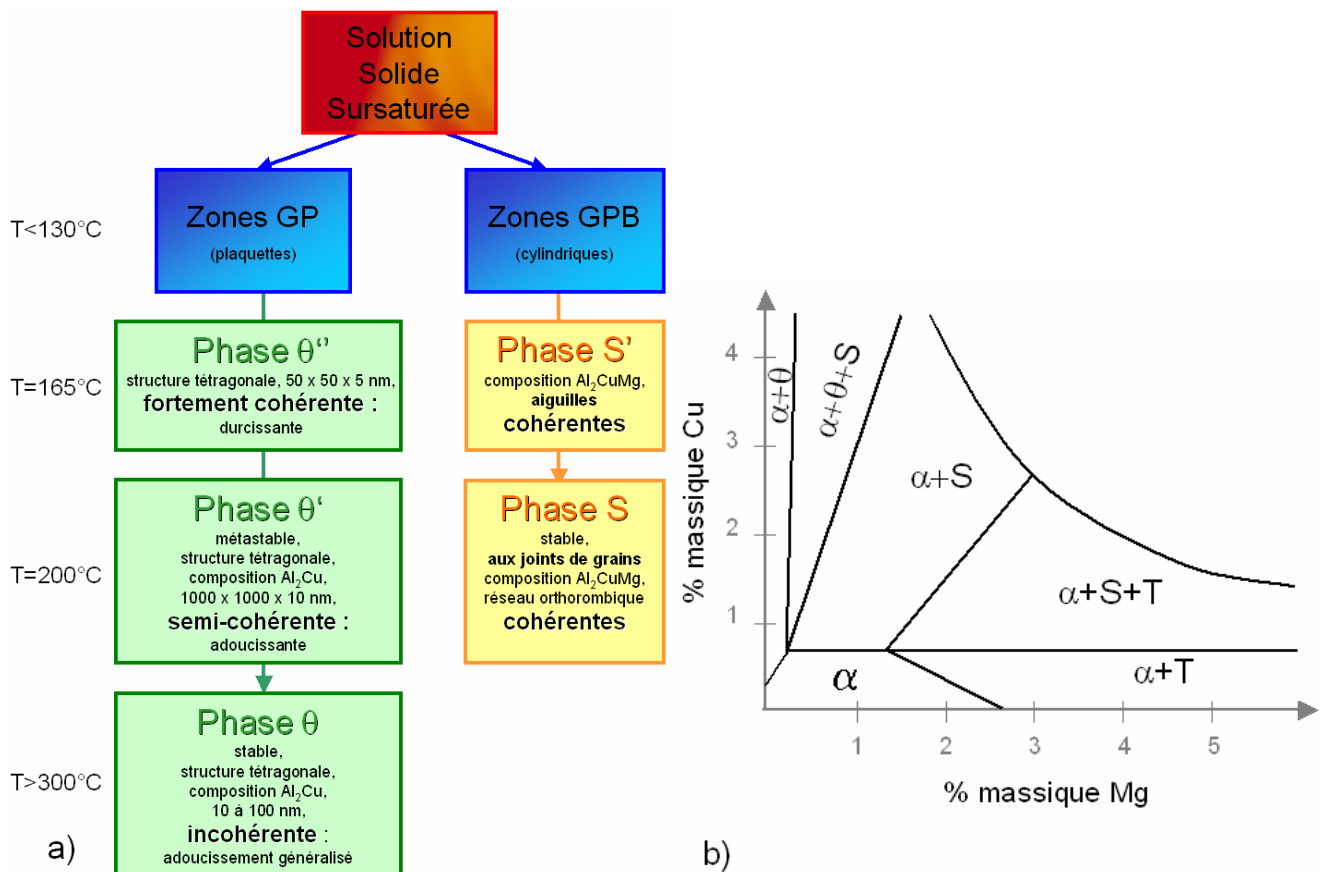 Solution
Solide
Sursaturée
T<130°C
Zones GP
(plaquettes)
Zones GPB
(cylindriques)
T=165°C
Phase θ‘’
structure tétragonale, 50 x 50 x 5 nm,
fortement cohérente :
durcissante
Phase S’
composition Al₂CuMg,
aiguilles
cohérentes
T=200°C
Phase θ‘
métastable,
structure tétragonale,
composition Al₂Cu,
1000 x 1000 x 10 nm,
semi-cohérente :
adoucissante
Phase S
stable,
aux joints de grains
composition Al₂CuMg,
réseau orthorombique
cohérentes
T>300°C
Phase θ
stable,
structure tétragonale,
composition Al₂Cu,
10 à 100 nm,
incohérente :
adoucissement généralisé
a)
% massique Cu
4
3
2
1
α+θ
α+θ+S
α+S
α+S+T
α
α+T
1 2 3 4 5
% massique Mg
b)